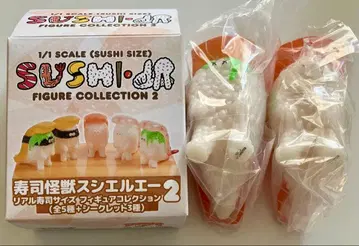 1/1 SCALE (SUSHI SIZE)
SUSHI•JR
FIGURE COLLECTION 2
寿司怪獣スシエルエー2
リアル寿司サイズ・フィギュアコレクション
(全5種+シークレット3種)